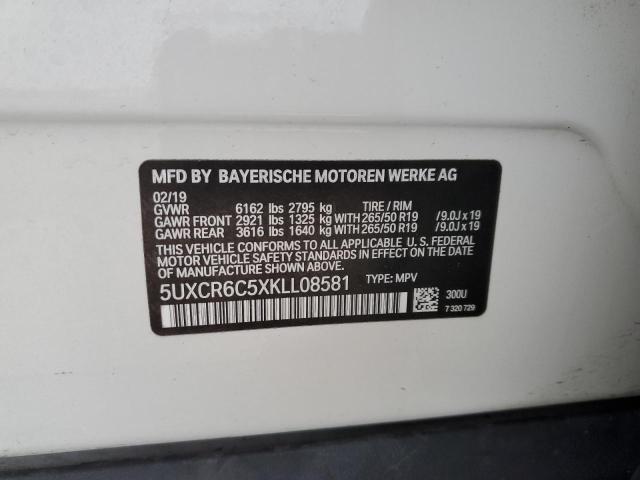 MFD BY BAYERISCHE MOTOREN WERKE AG
02/19
GVWR 6162 lbs 2795 kg TIRE / RIM
GAWR FRONT 2921 lbs 1325 kg WITH 265/50 R19 /9.0J x 19
GAWR REAR 3616 lbs 1640 kg WITH 265/50 R19 /9.0J x 19
THIS VEHICLE CONFORMS TO ALL APPLICABLE U. S. FEDERAL
MOTOR VEHICLE SAFETY STANDARDS IN EFFECT ON THE
DATE OF MANUFACTURE SHOWN ABOVE.
5UXCR6C5XKLL08581 TYPE: MPV
300U
7 320 729